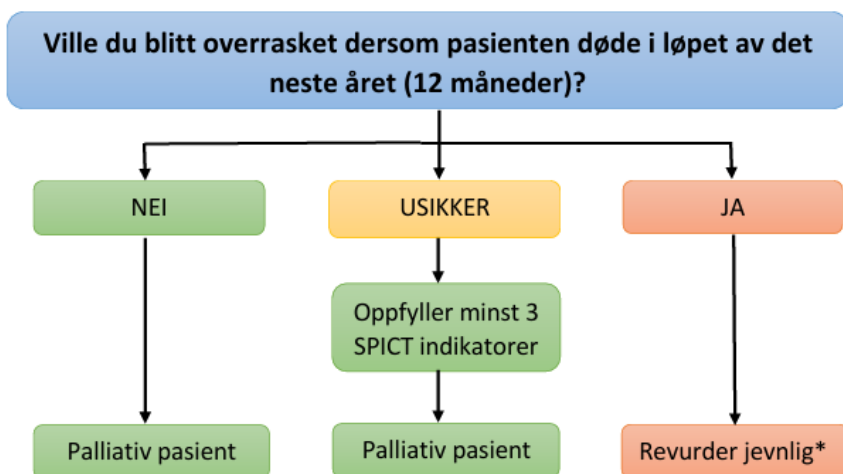 Ville du blitt overrasket dersom pasienten døde i løpet av det
neste året (12 måneder)?
NEI
USIKKER
JA
Oppfyller minst 3
SPICT indikatorer
Palliativ pasient
Palliativ pasient
Revurder jevnlig*